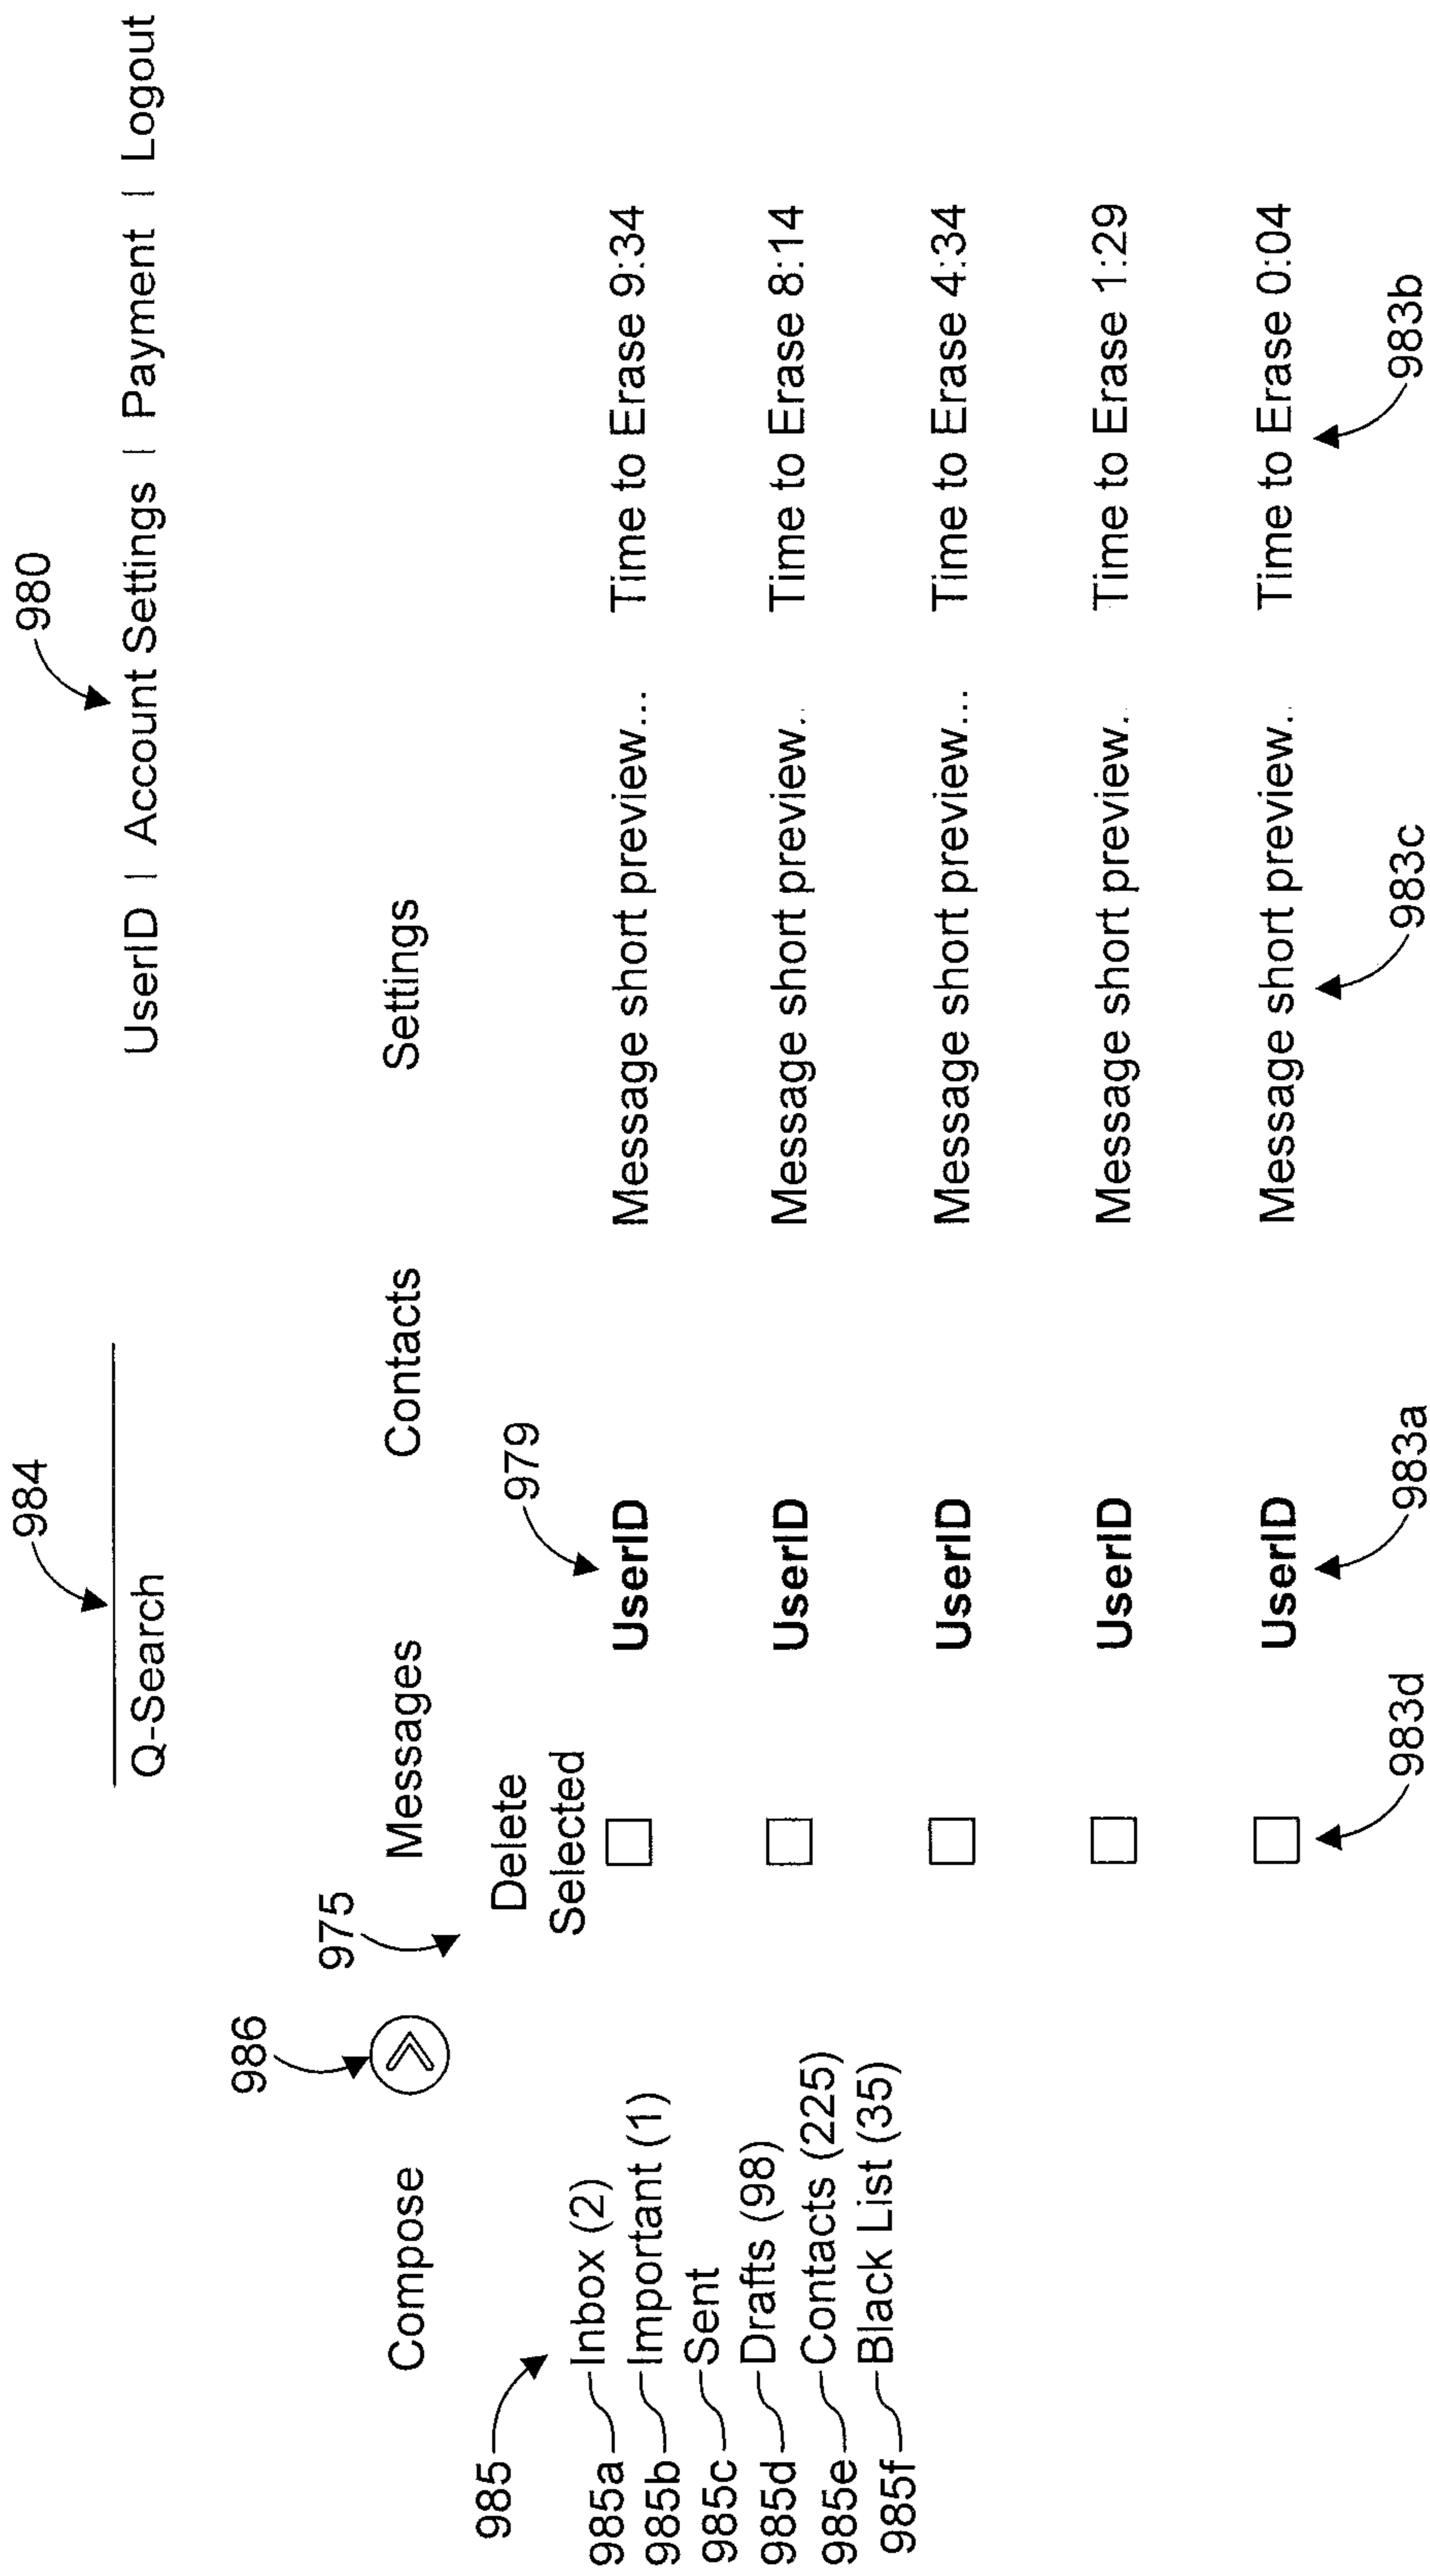 984
980
Q-Search
UserID | Account Settings | Payment | Logout
986
975
Compose
Messages
Contacts
Settings
985
Delete
Selected
979
985a Inbox (2)
985b Important (1)
985c Sent
985d Drafts (98)
985e Contacts (225)
985f Black List (35)
UserID Message short preview... Time to Erase 9:34
UserID Message short preview.. Time to Erase 8:14
UserID Message short preview... Time to Erase 4:34
UserID Message short preview.. Time to Erase 1:29
UserID Message short preview.. Time to Erase 0:04
983d
983a
983c
983b